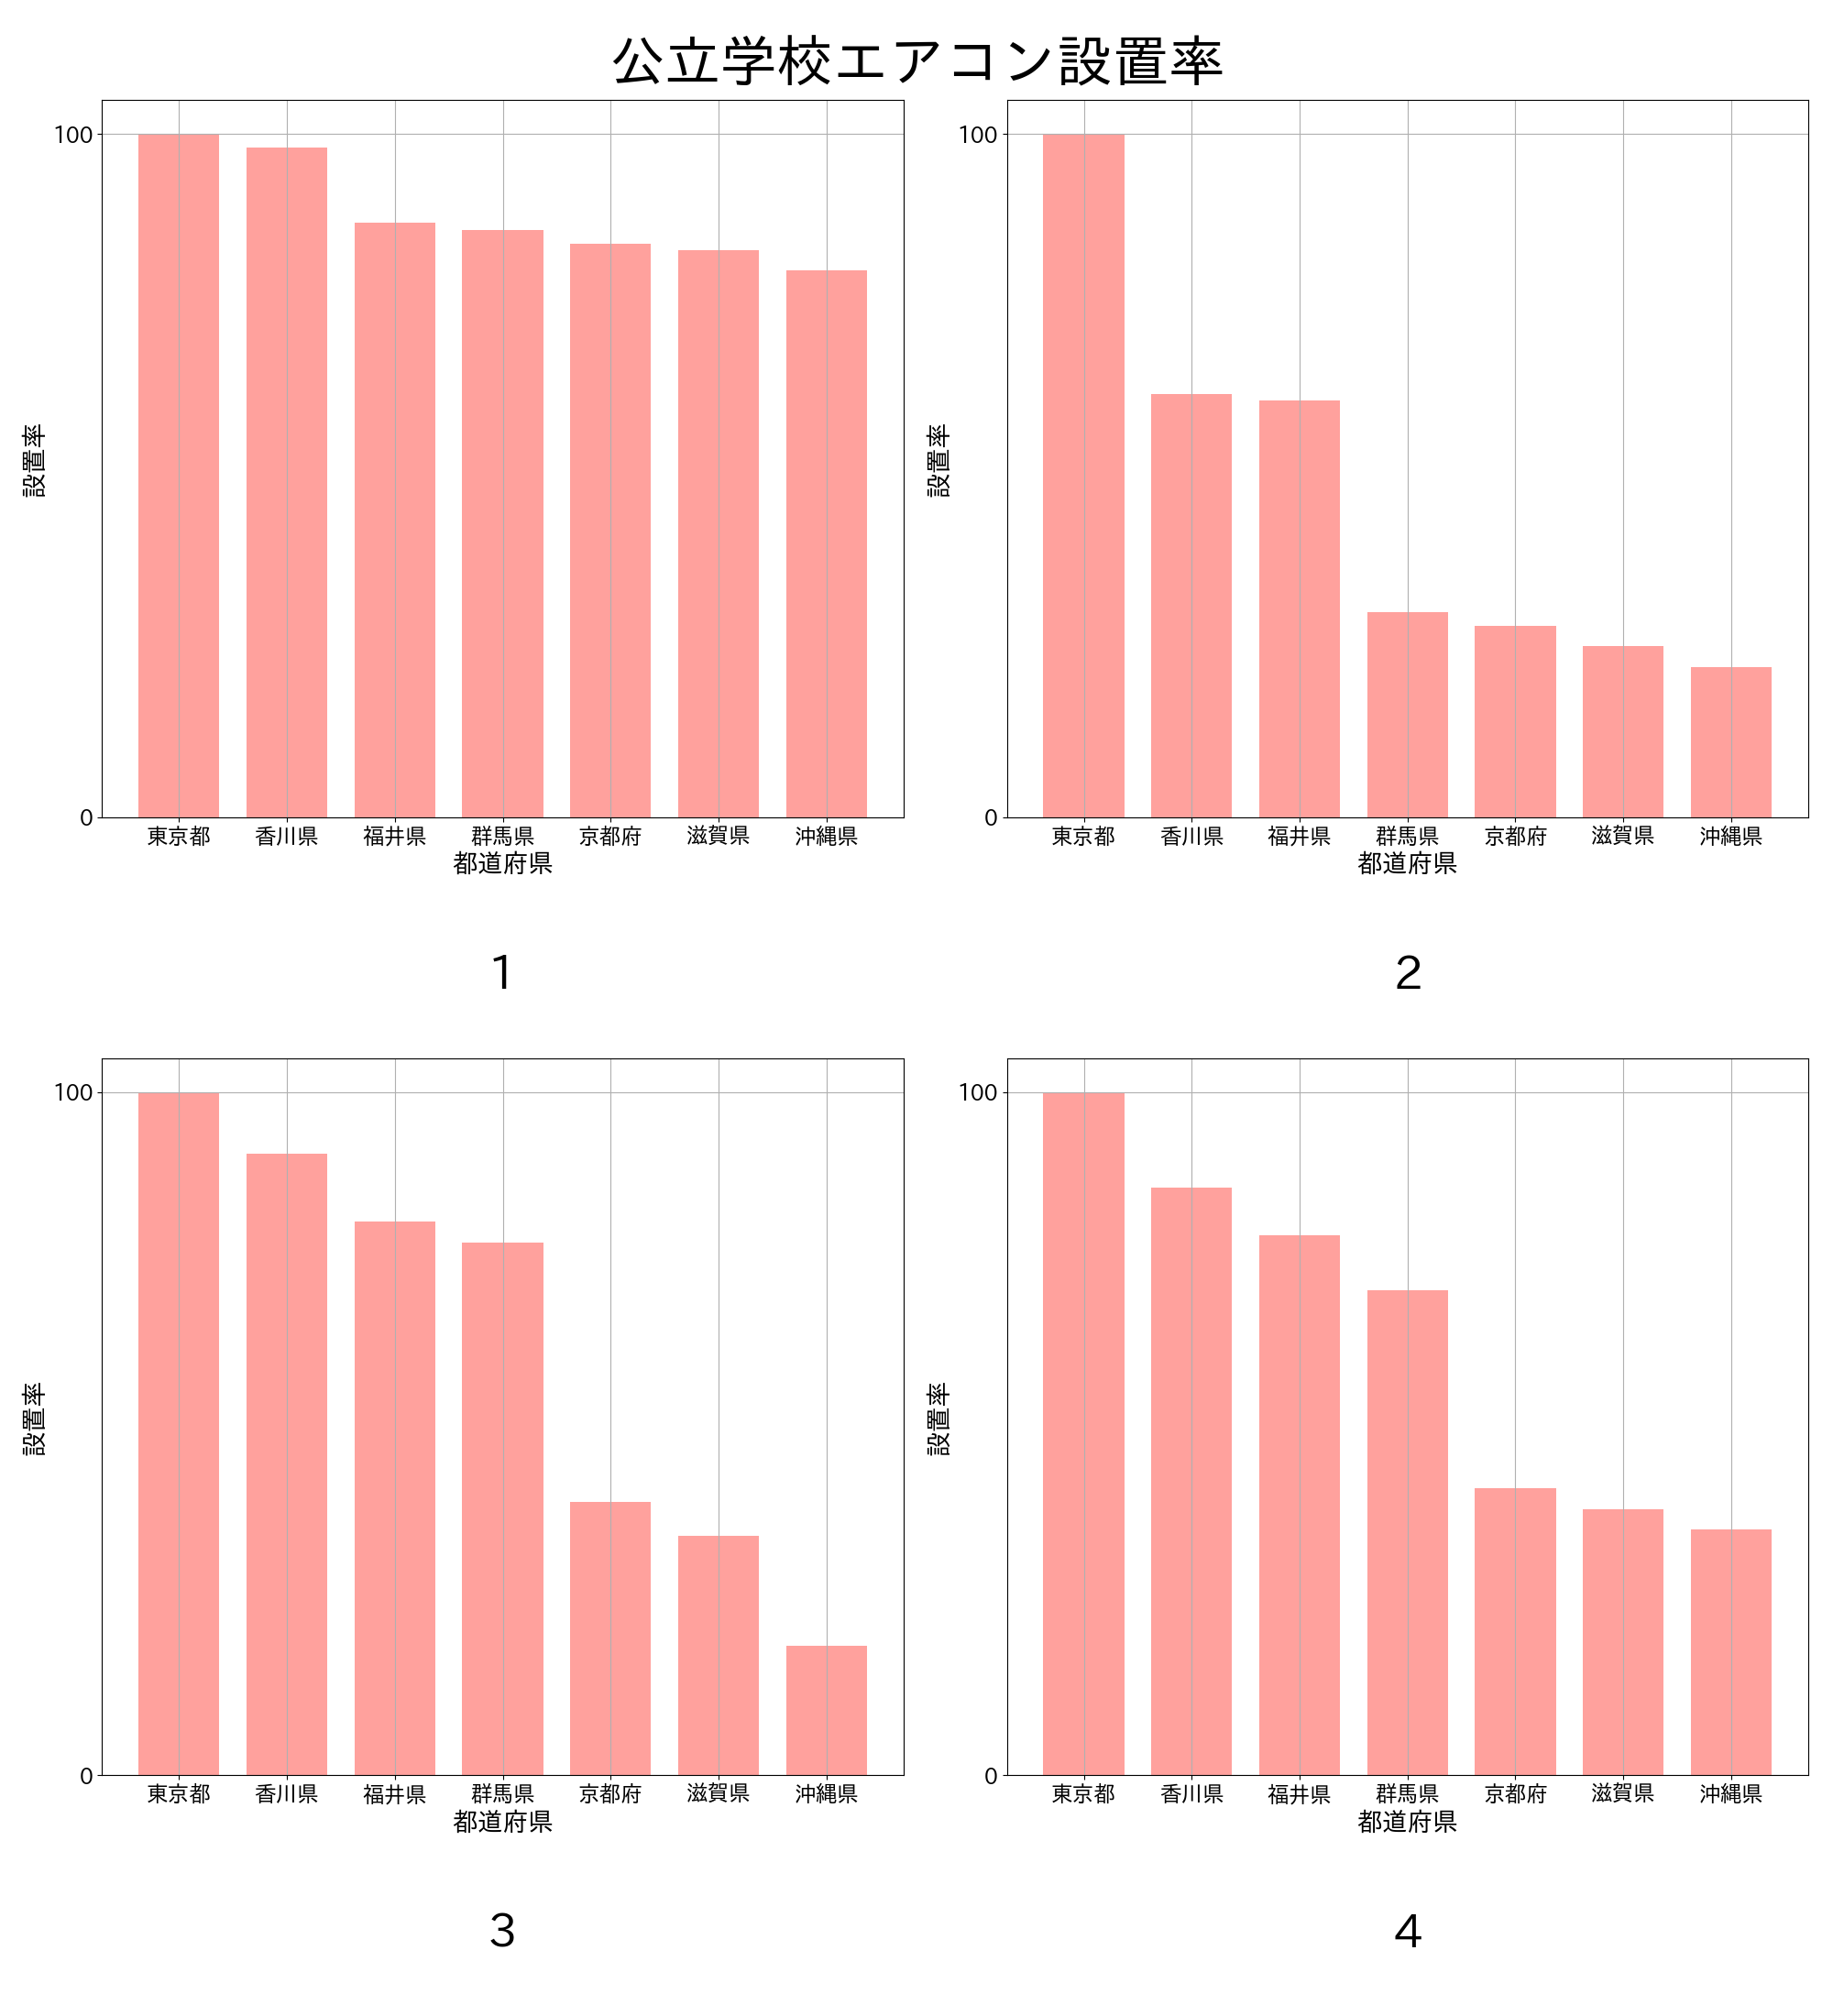 公立学校エアコン設置率
100
0
設置率
東京都 香川県 福井県 群馬県 京都府 滋賀県 沖縄県
都道府県
1
100
0
設置率
東京都 香川県 福井県 群馬県 京都府 滋賀県 沖縄県
都道府県
2
100
0
設置率
東京都 香川県 福井県 群馬県 京都府 滋賀県 沖縄県
都道府県
3
100
0
設置率
東京都 香川県 福井県 群馬県 京都府 滋賀県 沖縄県
都道府県
4